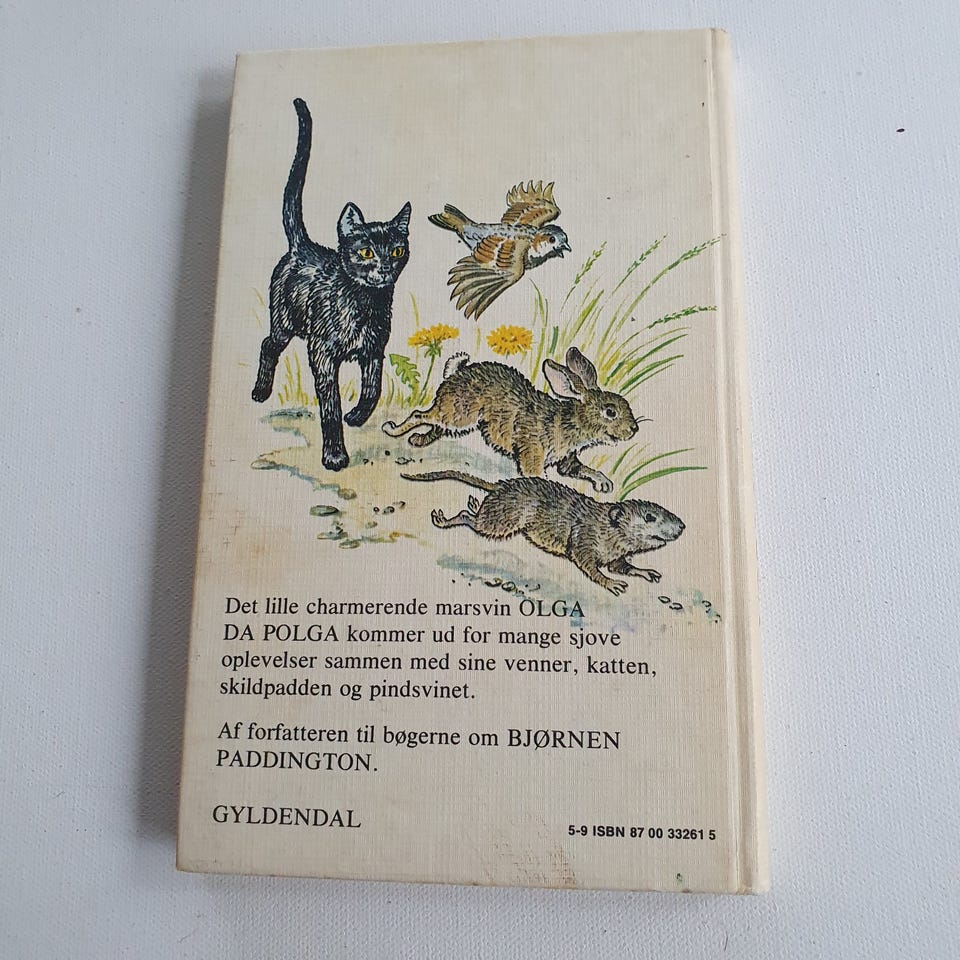 Det lille charmerende marsvin OLGA
DA POLGA kommer ud for mange sjove
oplevelser sammen med sine venner, katten,
skildpadden og pindsvinet.
Af forfatteren til bøgerne om BJØRNEN
PADDINGTON.
GYLDENDAL
5-9 ISBN 87 00 33261 5